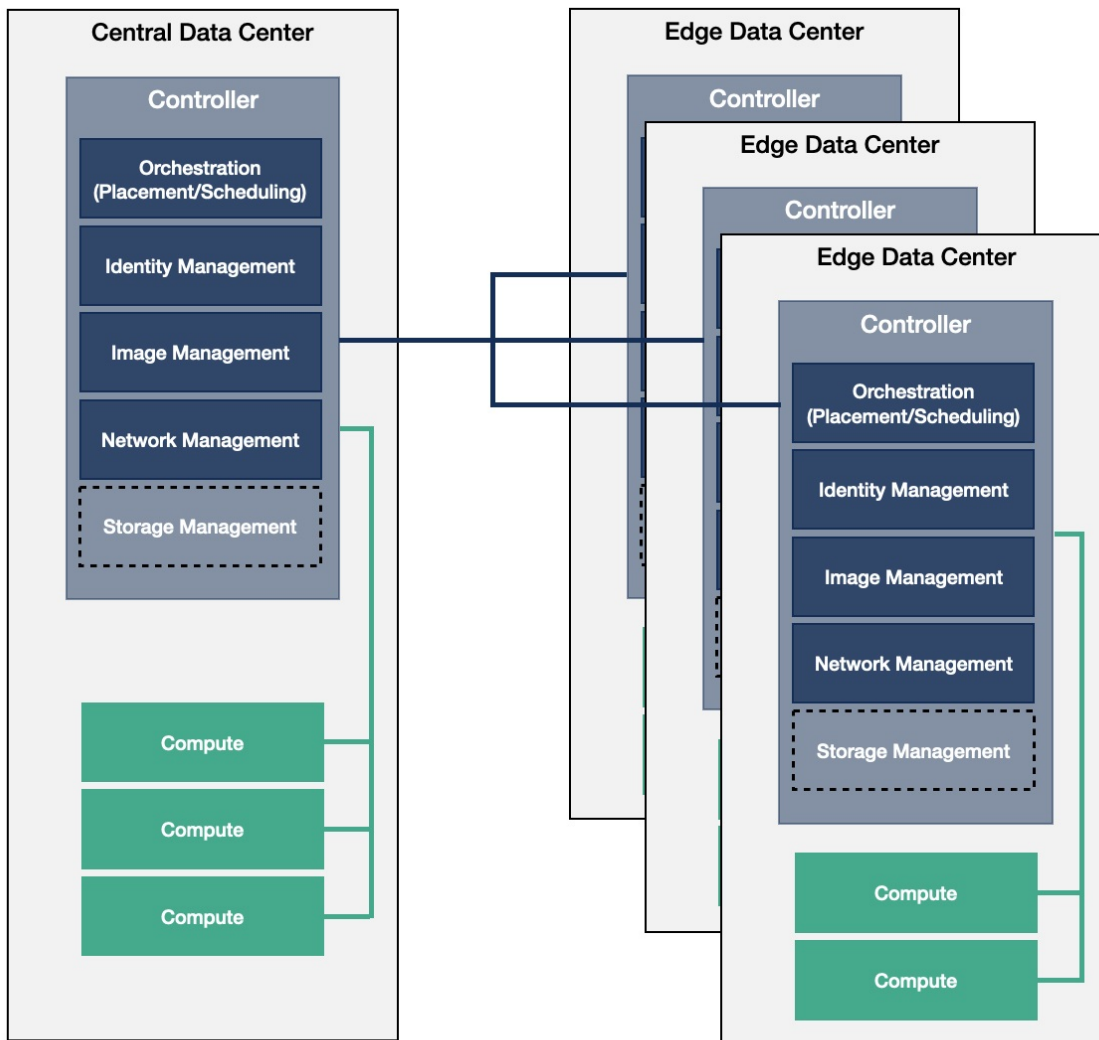 Central Data Center
Controller
Orchestration
(Placement/Scheduling)
Identity Management
Image Management
Network Management
Storage Management
Compute
Compute
Compute
Edge Data Center
Controller
Edge Data Center
Controller
Edge Data Center
Controller
Orchestration
(Placement/Scheduling)
Identity Management
Image Management
Network Management
Storage Management
Compute
Compute